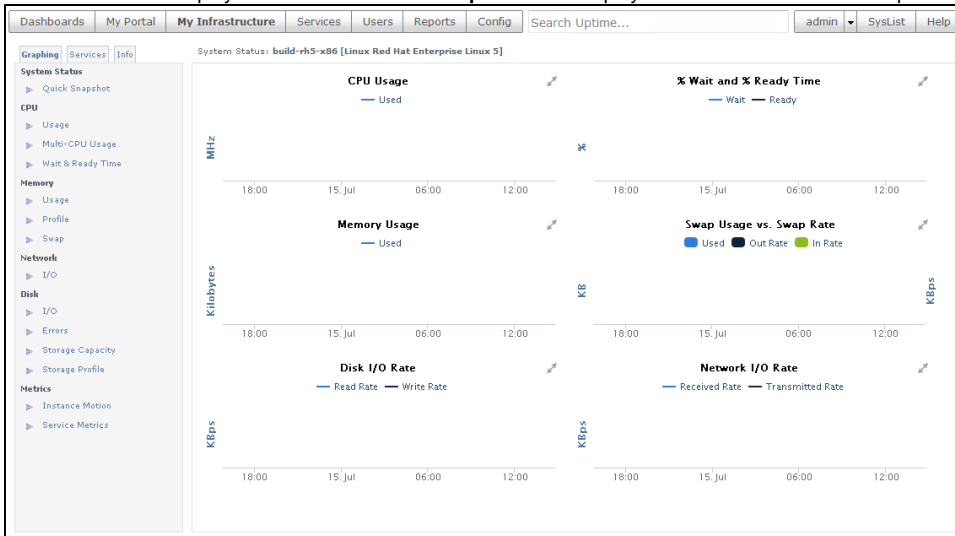 Dashboards My Portal My Infrastructure Services Users Reports Config Search Uptime... admin SysList Help
Graphing Services Info
System Status
Quick Snapshot
CPU
Usage
Multi-CPU Usage
Wait & Ready Time
Memory
Usage
Profile
Swap
Network
I/O
Disk
I/O
Errors
Storage Capacity
Storage Profile
Metrics
Instance Motion
Service Metrics
System Status: build-rh5-x86 [Linux Red Hat Enterprise Linux 5]
CPU Usage
Used
MHz
18:00 15. Jul 06:00 12:00
% Wait and % Ready Time
Wait Ready
%
18:00 15. Jul 06:00 12:00
Memory Usage
Used
Kilobytes
18:00 15. Jul 06:00 12:00
Swap Usage vs. Swap Rate
Used Out Rate In Rate
KB
KBps
18:00 15. Jul 06:00 12:00
Disk I/O Rate
Read Rate Write Rate
KBps
18:00 15. Jul 06:00 12:00
Network I/O Rate
Received Rate Transmitted Rate
KBps
18:00 15. Jul 06:00 12:00